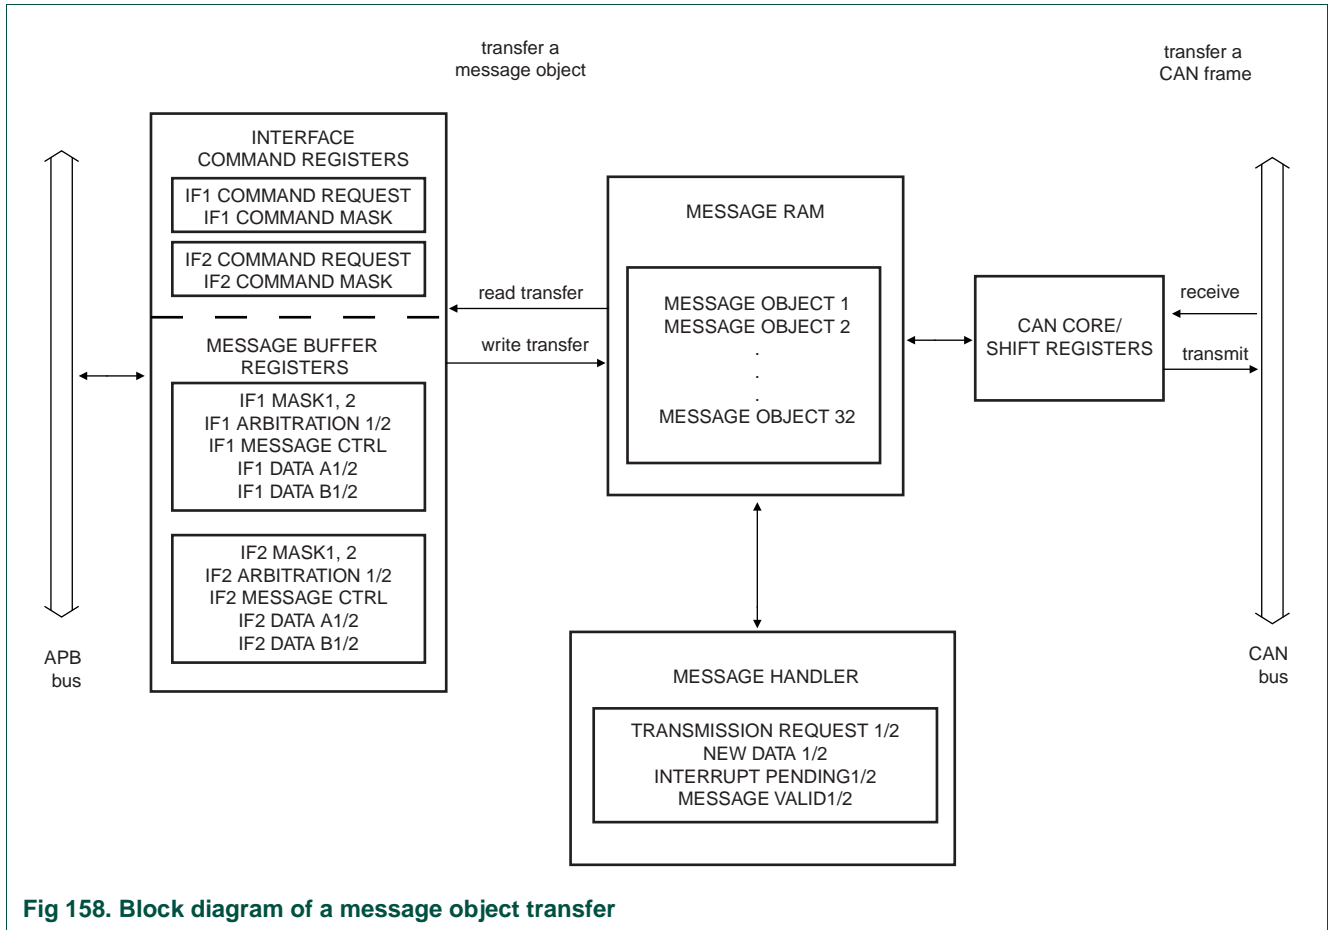 transfer a
message object
transfer a
CAN frame
INTERFACE
COMMAND REGISTERS
IF1 COMMAND REQUEST
IF1 COMMAND MASK
IF2 COMMAND REQUEST
IF2 COMMAND MASK
MESSAGE BUFFER
REGISTERS
IF1 MASK1, 2
IF1 ARBITRATION 1/2
IF1 MESSAGE CTRL
IF1 DATA A1/2
IF1 DATA B1/2
IF2 MASK1, 2
IF2 ARBITRATION 1/2
IF2 MESSAGE CTRL
IF2 DATA A1/2
IF2 DATA B1/2
APB
bus
read transfer
write transfer
MESSAGE RAM
MESSAGE OBJECT 1
MESSAGE OBJECT 2
.
.
.
MESSAGE OBJECT 32
CAN CORE/
SHIFT REGISTERS
receive
transmit
CAN
bus
MESSAGE HANDLER
TRANSMISSION REQUEST 1/2
NEW DATA 1/2
INTERRUPT PENDING1/2
MESSAGE VALID1/2
Fig 158. Block diagram of a message object transfer